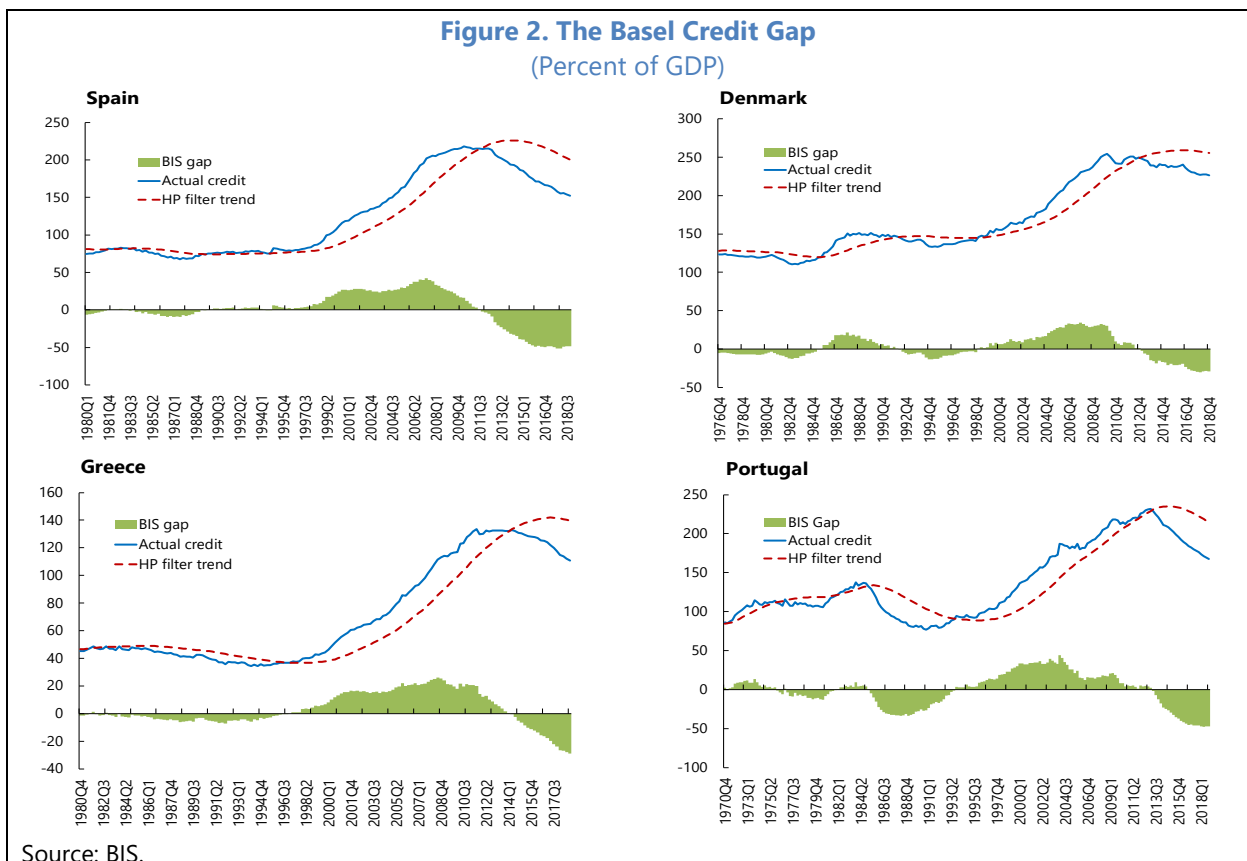 Figure 2. The Basel Credit Gap
(Percent of GDP)
Spain
250
200
150
100
50
0
-50
-100
BIS gap
Actual credit
HP filter trend
1980Q1
1981Q4
1983Q3
1985Q2
1987Q1
1988Q4
1990Q3
1992Q2
1994Q1
1995Q4
1997Q3
1999Q2
2001Q1
2002Q4
2004Q3
2006Q2
2008Q1
2009Q4
2011Q3
2013Q2
2015Q1
2016Q4
2018Q3
Denmark
300
250
200
150
100
50
0
-50
BIS gap
Actual credit
HP filter trend
1976Q4
1978Q4
1980Q4
1982Q4
1984Q4
1986Q4
1988Q4
1990Q4
1992Q4
1994Q4
1996Q4
1998Q4
2000Q4
2002Q4
2004Q4
2006Q4
2008Q4
2010Q4
2012Q4
2014Q4
2016Q4
2018Q4
Greece
160
140
120
100
80
60
40
20
0
-20
-40
BIS gap
Actual credit
HP filter trend
1980Q4
1982Q3
1984Q2
1986Q1
1987Q4
1989Q3
1991Q2
1993Q1
1994Q4
1996Q3
1998Q2
2000Q1
2001Q4
2003Q3
2005Q2
2007Q1
2008Q4
2010Q3
2012Q2
2014Q1
2015Q4
2017Q3
Portugal
250
200
150
100
50
0
-50
-100
BIS Gap
Actual credit
HP filter trend
1970Q4
1973Q1
1975Q2
1977Q3
1979Q4
1982Q1
1984Q2
1986Q3
1988Q4
1991Q1
1993Q2
1995Q3
1997Q4
2000Q1
2002Q2
2004Q3
2006Q4
2009Q1
2011Q2
2013Q3
2015Q4
2018Q1
Source: BIS.